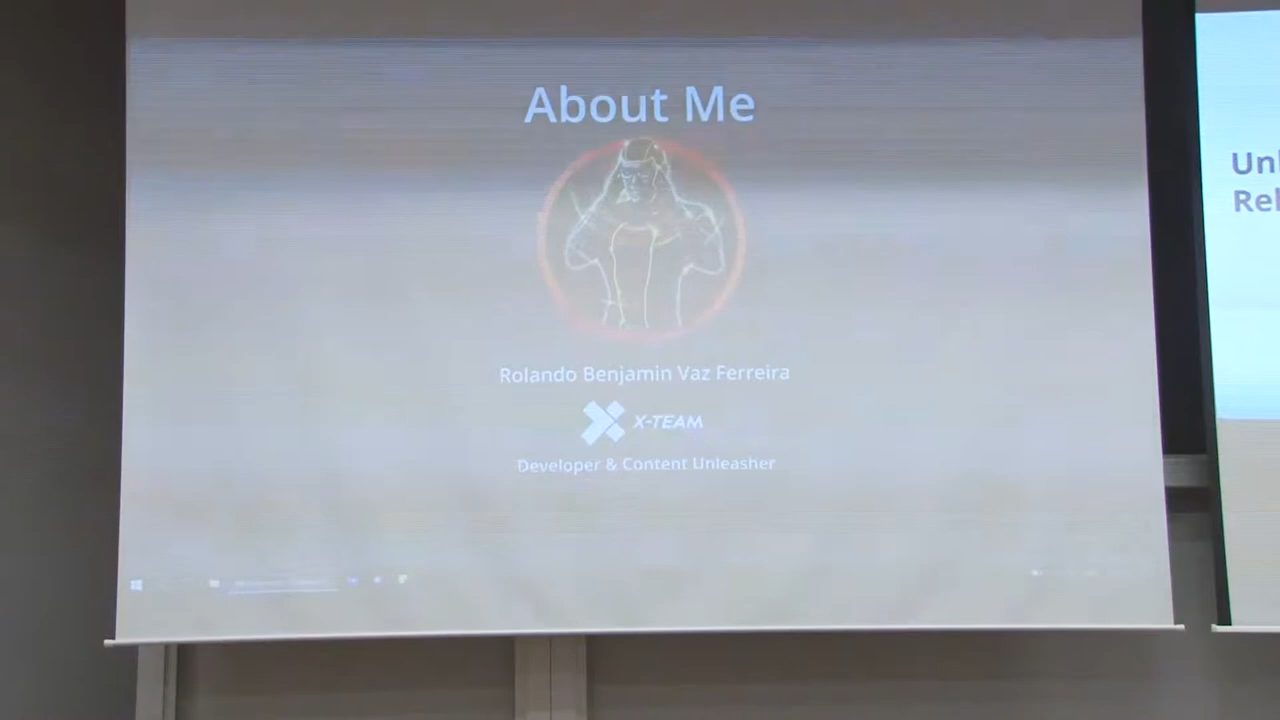 About Me
Rolando Benjamin Vaz Ferreira
X-TEAM
Developer & Content Unleasher